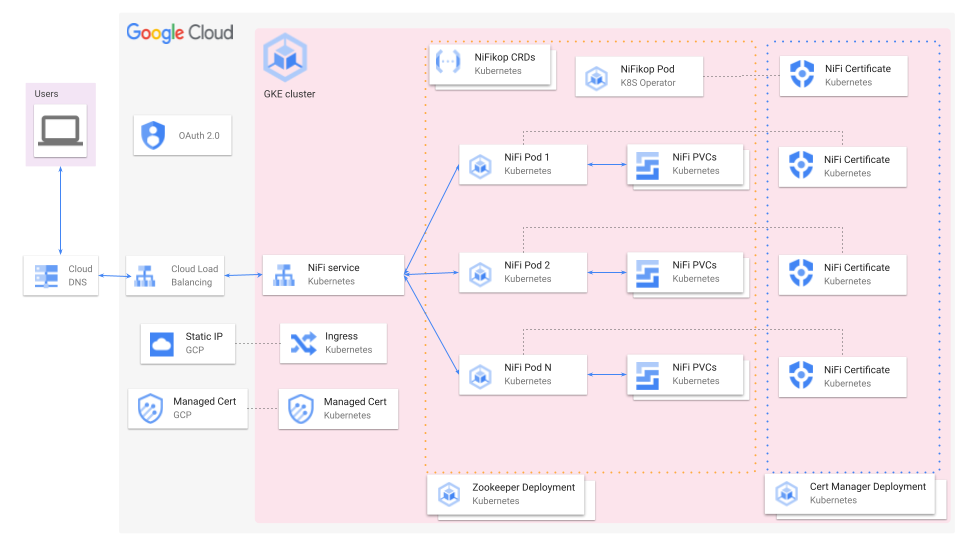 Google Cloud
GKE cluster
Users
OAuth 2.0
NiFikop CRDs
Kubernetes
NiFikop Pod
K8S Operator
NiFi Certificate
Kubernetes
NiFi Pod 1
Kubernetes
NiFi PVCs
Kubernetes
NiFi Certificate
Kubernetes
Cloud
DNS
Cloud Load
Balancing
NiFi service
Kubernetes
NiFi Pod 2
Kubernetes
NiFi PVCs
Kubernetes
NiFi Certificate
Kubernetes
Static IP
GCP
Ingress
Kubernetes
NiFi Pod N
Kubernetes
NiFi PVCs
Kubernetes
NiFi Certificate
Kubernetes
Managed Cert
GCP
Managed Cert
Kubernetes
Zookeeper Deployment
Kubernetes
Cert Manager Deployment
Kubernetes